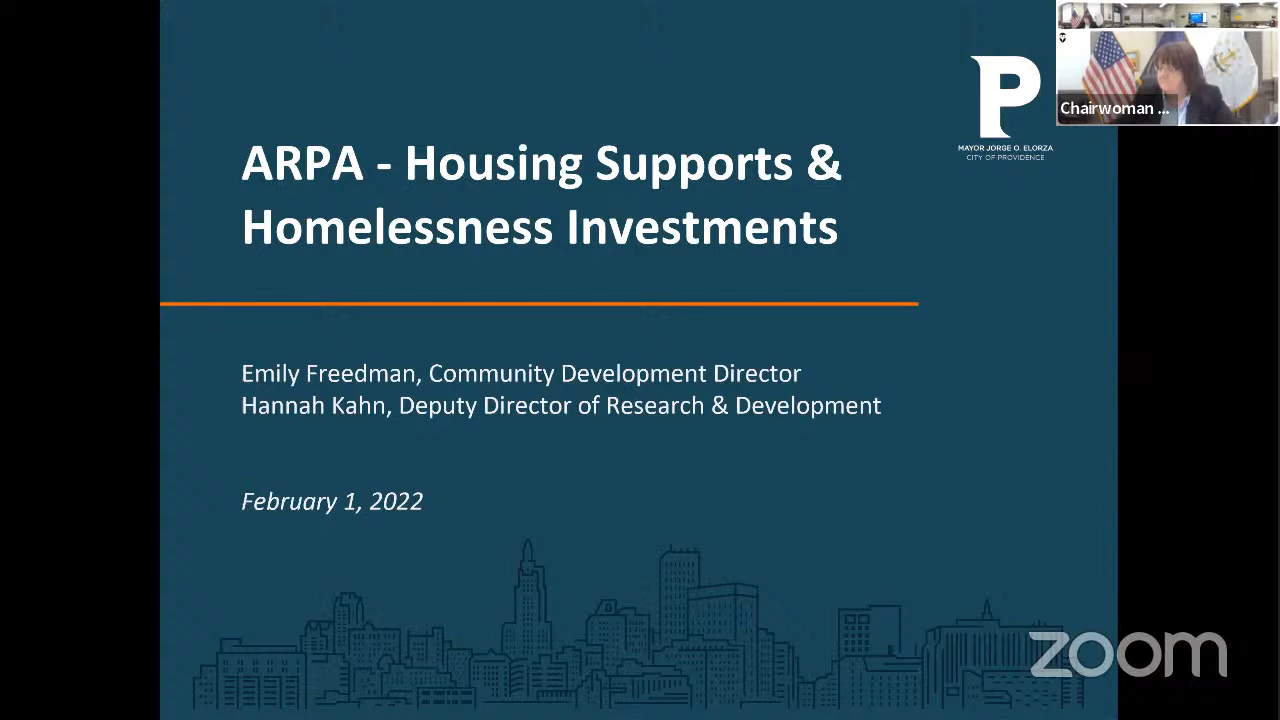 ARPA - Housing Supports &
Homelessness Investments
P
MAYOR JORGE O. ELORZA
CITY OF PROVIDENCE
Chairwoman ...
Emily Freedman, Community Development Director
Hannah Kahn, Deputy Director of Research & Development
February 1, 2022
zoom